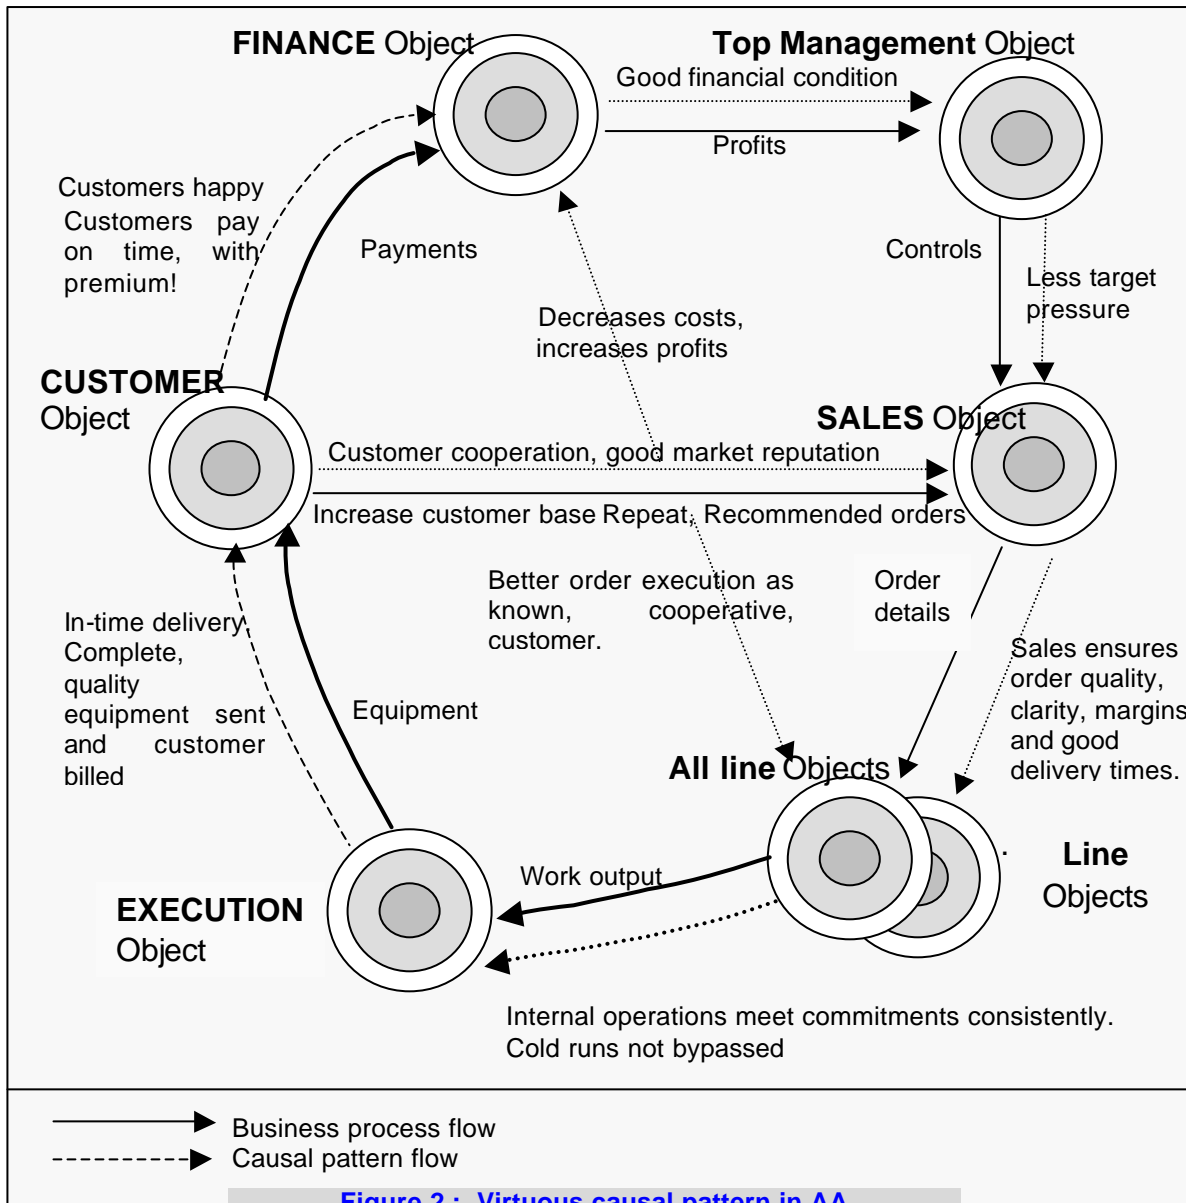 FINANCE Object
Top Management Object
Good financial condition
Profits
Customers happy
Customers pay
on time, with
premium!
Payments
Controls
Less target
pressure
Decreases costs,
increases profits
CUSTOMER
Object
SALES Object
Customer cooperation, good market reputation
Increase customer base Repeat, Recommended orders
Better order execution as
known, cooperative,
customer.
Order
details
In-time delivery.
Complete,
quality
equipment sent
and customer
billed
Equipment
Sales ensures
order quality,
clarity, margins
and good
delivery times.
All line Objects
Line
Objects
Work output
EXECUTION
Object
Internal operations meet commitments consistently.
Cold runs not bypassed
Business process flow
Causal pattern flow
Figure 2 : Virtuous causal pattern in AA